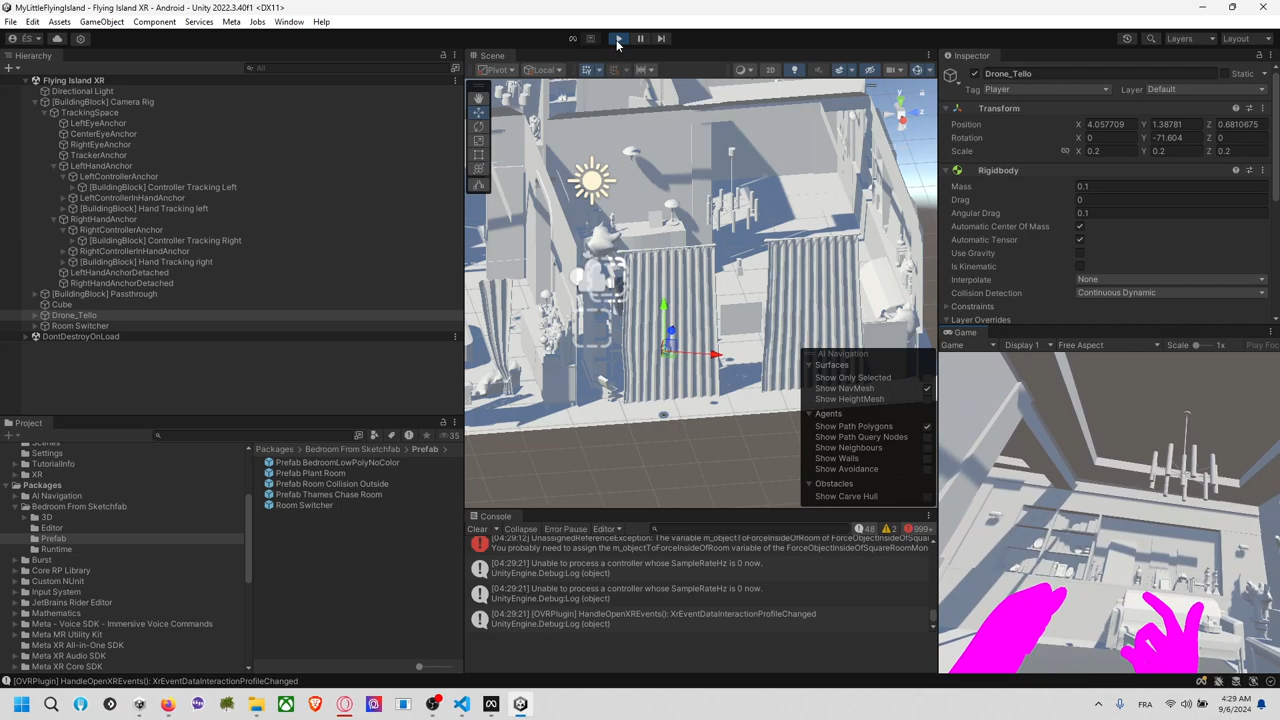 MyLittleFlyingIsland - Flying Island XR - Android - Unity 2022.3.40f1 <DX11>
File Edit Assets GameObject Component Services Meta Jobs Window Help
ÉS Layers Layout
Hierarchy Scene Inspector
All Pivot Local 2D
Flying Island XR
Directional Light
[BuildingBlock] Camera Rig
TrackingSpace
LeftEyeAnchor
CenterEyeAnchor
RightEyeAnchor
TrackerAnchor
LeftHandAnchor
LeftControllerAnchor
[BuildingBlock] Controller Tracking Left
LeftControllerInHandAnchor
[BuildingBlock] Hand Tracking left
RightHandAnchor
RightControllerAnchor
[BuildingBlock] Controller Tracking Right
RightControllerInHandAnchor
[BuildingBlock] Hand Tracking right
LeftHandAnchorDetached
RightHandAnchorDetached
[BuildingBlock] Passthrough
Cube
Drone_Tello
Room Switcher
DontDestroyOnLoad
y
z
AI Navigation
Surfaces
Show Only Selected
Show NavMesh
Show HeightMesh
Agents
Show Path Polygons
Show Path Query Nodes
Show Neighbours
Show Walls
Show Avoidance
Obstacles
Show Carve Hull
Drone_Tello Static
Tag Player Layer Default
Transform
Position X 4.057709 Y 1.38781 Z 0.6810675
Rotation X 0 Y -71.604 Z 0
Scale X 0.2 Y 0.2 Z 0.2
Rigidbody
Mass 0.1
Drag 0
Angular Drag 0.1
Automatic Center Of Mass
Automatic Tensor
Use Gravity
Is Kinematic
Interpolate None
Collision Detection Continuous Dynamic
Constraints
Layer Overrides
Game
Game Display 1 Free Aspect Scale 1x Play Foc
Project
35
Scenes
Settings
TutorialInfo
XR
Packages
AI Navigation
Bedroom From Sketchfab
3D
Editor
Prefab
Runtime
Burst
Core RP Library
Custom NUnit
Input System
JetBrains Rider Editor
Mathematics
Meta - Voice SDK - Immersive Voice Commands
Meta MR Utility Kit
Meta XR All-in-One SDK
Meta XR Audio SDK
Meta XR Core SDK
Packages > Bedroom From Sketchfab > Prefab
Prefab BedroomLowPolyNoColor
Prefab Plant Room
Prefab Room Collision Outside
Prefab Thames Chase Room
Room Switcher
Console
Clear Collapse Error Pause Editor 48 2 999+
[04:29:12] UnassignedReferenceException: The variable m_objectToForceInsideOfRoom of ForceObjectInsideOfSquareRoom
You probably need to assign the m_objectToForceInsideOfRoom variable of the ForceObjectInsideOfSquareRoomMon
[04:29:21] Unable to process a controller whose SampleRateHz is 0 now.
UnityEngine.Debug:Log (object)
[04:29:21] Unable to process a controller whose SampleRateHz is 0 now.
UnityEngine.Debug:Log (object)
[04:29:21] [OVRPlugin] HandleOpenXREvents(): XrEventDataInteractionProfileChanged
UnityEngine.Debug:Log (object)
[OVRPlugin] HandleOpenXREvents(): XrEventDataInteractionProfileChanged
FRA 4:29 AM
9/6/2024